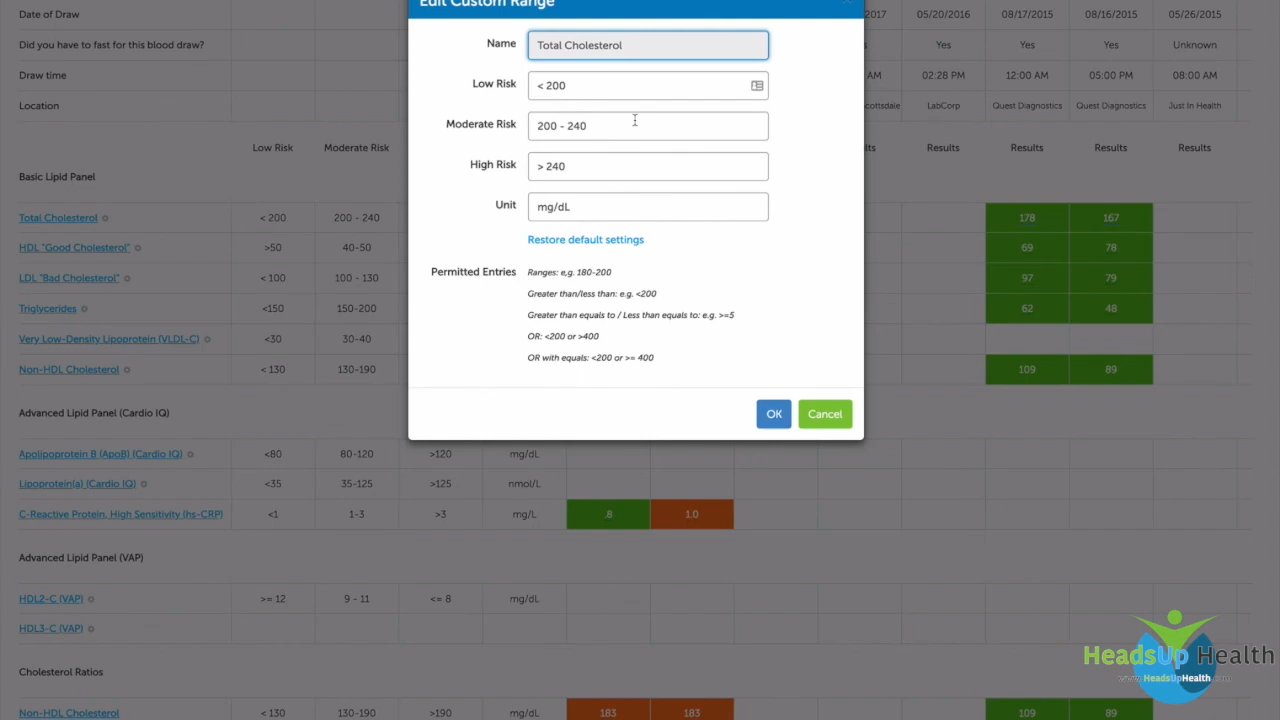 Edit Custom Range
Date of Draw 2017 05/20/2016 08/17/2015 08/16/2015 05/26/2015
Name Total Cholesterol
Did you have to fast for this blood draw? Yes Yes Yes Unknown
Draw time AM 02:28 PM 12:00 AM 05:00 PM 08:00 AM
Low Risk < 200
Location Scottsdale LabCorp Quest Diagnostics Quest Diagnostics Just In Health
Moderate Risk 200 - 240
Low Risk Moderate Risk Results Results Results Results
High Risk > 240
Basic Lipid Panel
Unit mg/dL
Total Cholesterol < 200 200 - 240 178 167
Restore default settings
HDL "Good Cholesterol" >50 40-50 69 78
Permitted Entries Ranges: e,g. 180-200
LDL "Bad Cholesterol" < 100 100 - 130 97 79
Greater than/less than: e.g. <200
Triglycerides <150 150-200 62 48
Greater than equals to / Less than equals to: e.g. >=5
Very Low-Density Lipoprotein (VLDL-C) <30 30-40
OR: <200 or >400
OR with equals: <200 or >= 400
Non-HDL Cholesterol < 130 130-190 109 89
Advanced Lipid Panel (Cardio IQ)
OK Cancel
Apolipoprotein B (ApoB) (Cardio IQ) <80 80-120 >120 mg/dL
Lipoprotein(a) (Cardio IQ) <35 35-125 >125 nmol/L
C-Reactive Protein, High Sensitivity (hs-CRP) <1 1-3 >3 mg/L .8 1.0
Advanced Lipid Panel (VAP)
HDL2-C (VAP) >= 12 9 - 11 <= 8 mg/dL
HDL3-C (VAP)
Cholesterol Ratios
HeadsUp Health
www.HeadsUpHealth.com
Non-HDL Cholesterol < 130 130-190 >190 mg/dL 183 183 109 89